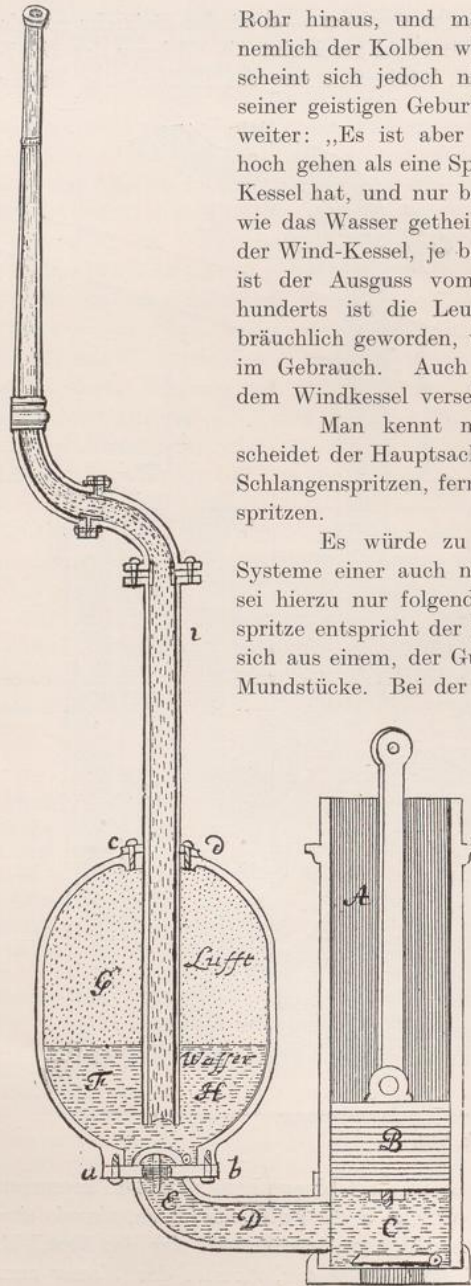 Rohr hinaus, und m
nemlich der Kolben w
scheint sich jedoch n
seiner geistigen Gebur
weiter: ,,Es ist aber
hoch gehen als eine Sp
Kessel hat, und nur b
wie das Wasser getheil
der Wind-Kessel, je b
ist der Ausguss vom
hunderts ist die Leu
bräuchlich geworden,
im Gebrauch. Auch
dem Windkessel verse
Man kennt n
scheidet der Hauptsacl
Schlangenspritzen, ferr
spritzen.
Es würde zu
Systeme einer auch n
sei hierzu nur folgend
spritze entspricht der
sich aus einem, der Gu
Mundstücke. Bei der
ı
c
d
A
G
Lufft
Waſſer
F
H
B
a
b
E
D
C